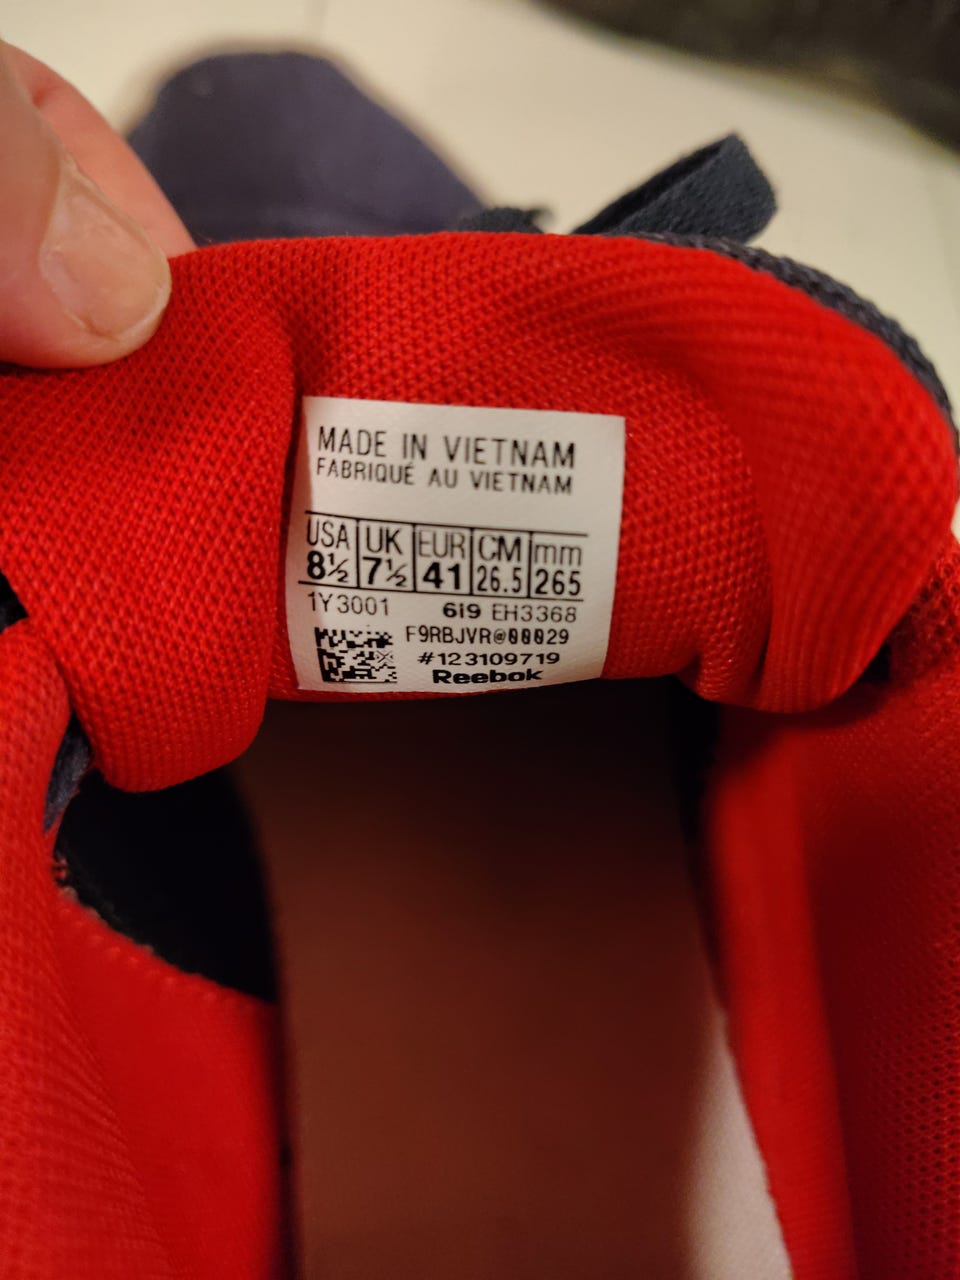 MADE IN VIETNAM
FABRIQUÉ AU VIETNAM
USA UK EUR CM mm
8½ 7½ 41 26.5 265
1Y3001 6i9 EH3368
F9RBJVR@00029
#123109719
Reebok